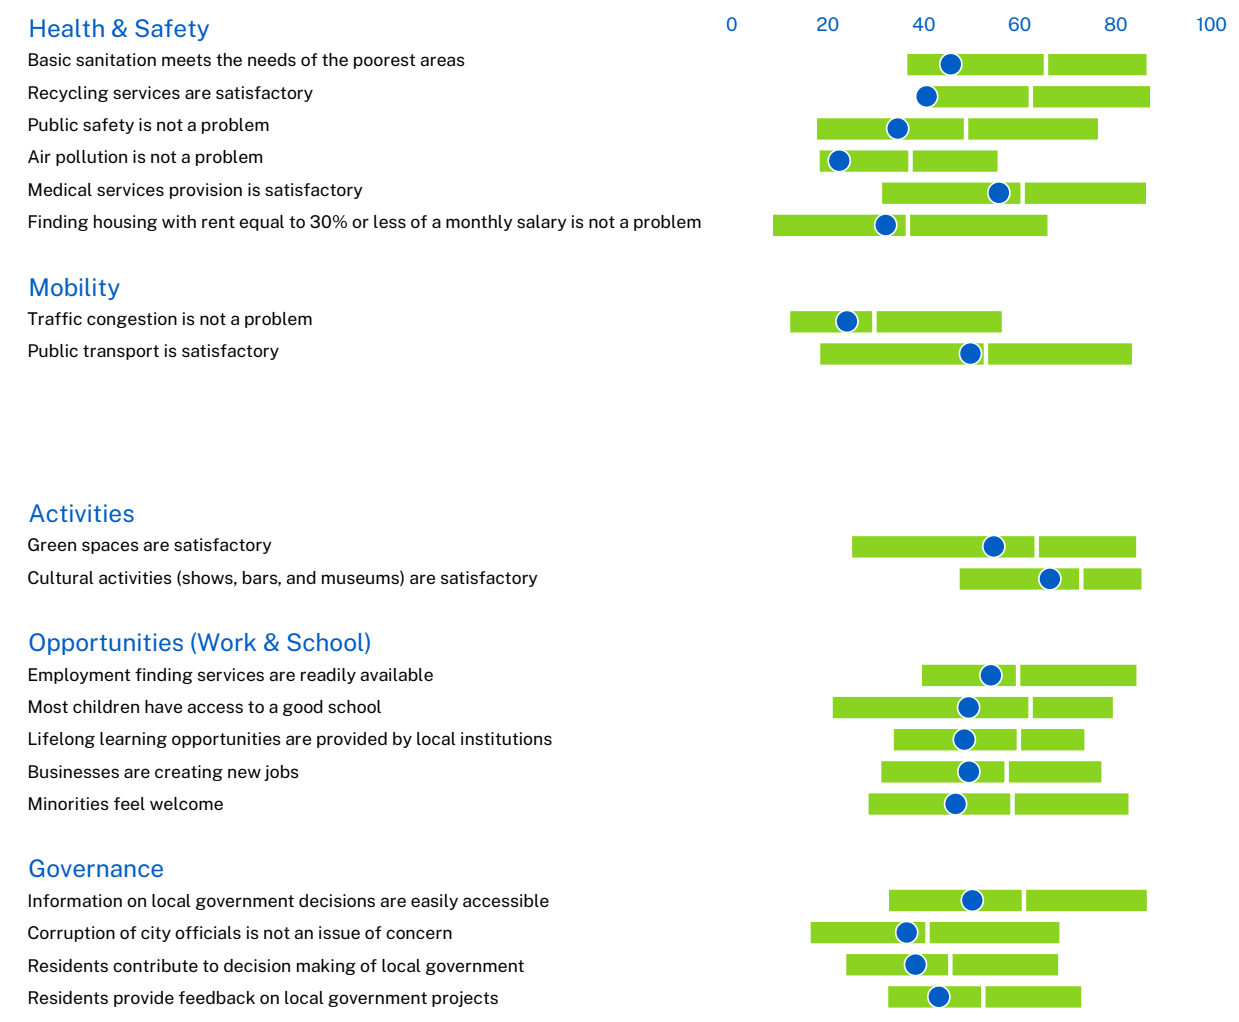 Health & Safety
0 20 40 60 80 100
Basic sanitation meets the needs of the poorest areas
Recycling services are satisfactory
Public safety is not a problem
Air pollution is not a problem
Medical services provision is satisfactory
Finding housing with rent equal to 30% or less of a monthly salary is not a problem
Mobility
Traffic congestion is not a problem
Public transport is satisfactory
Activities
Green spaces are satisfactory
Cultural activities (shows, bars, and museums) are satisfactory
Opportunities (Work & School)
Employment finding services are readily available
Most children have access to a good school
Lifelong learning opportunities are provided by local institutions
Businesses are creating new jobs
Minorities feel welcome
Governance
Information on local government decisions are easily accessible
Corruption of city officials is not an issue of concern
Residents contribute to decision making of local government
Residents provide feedback on local government projects